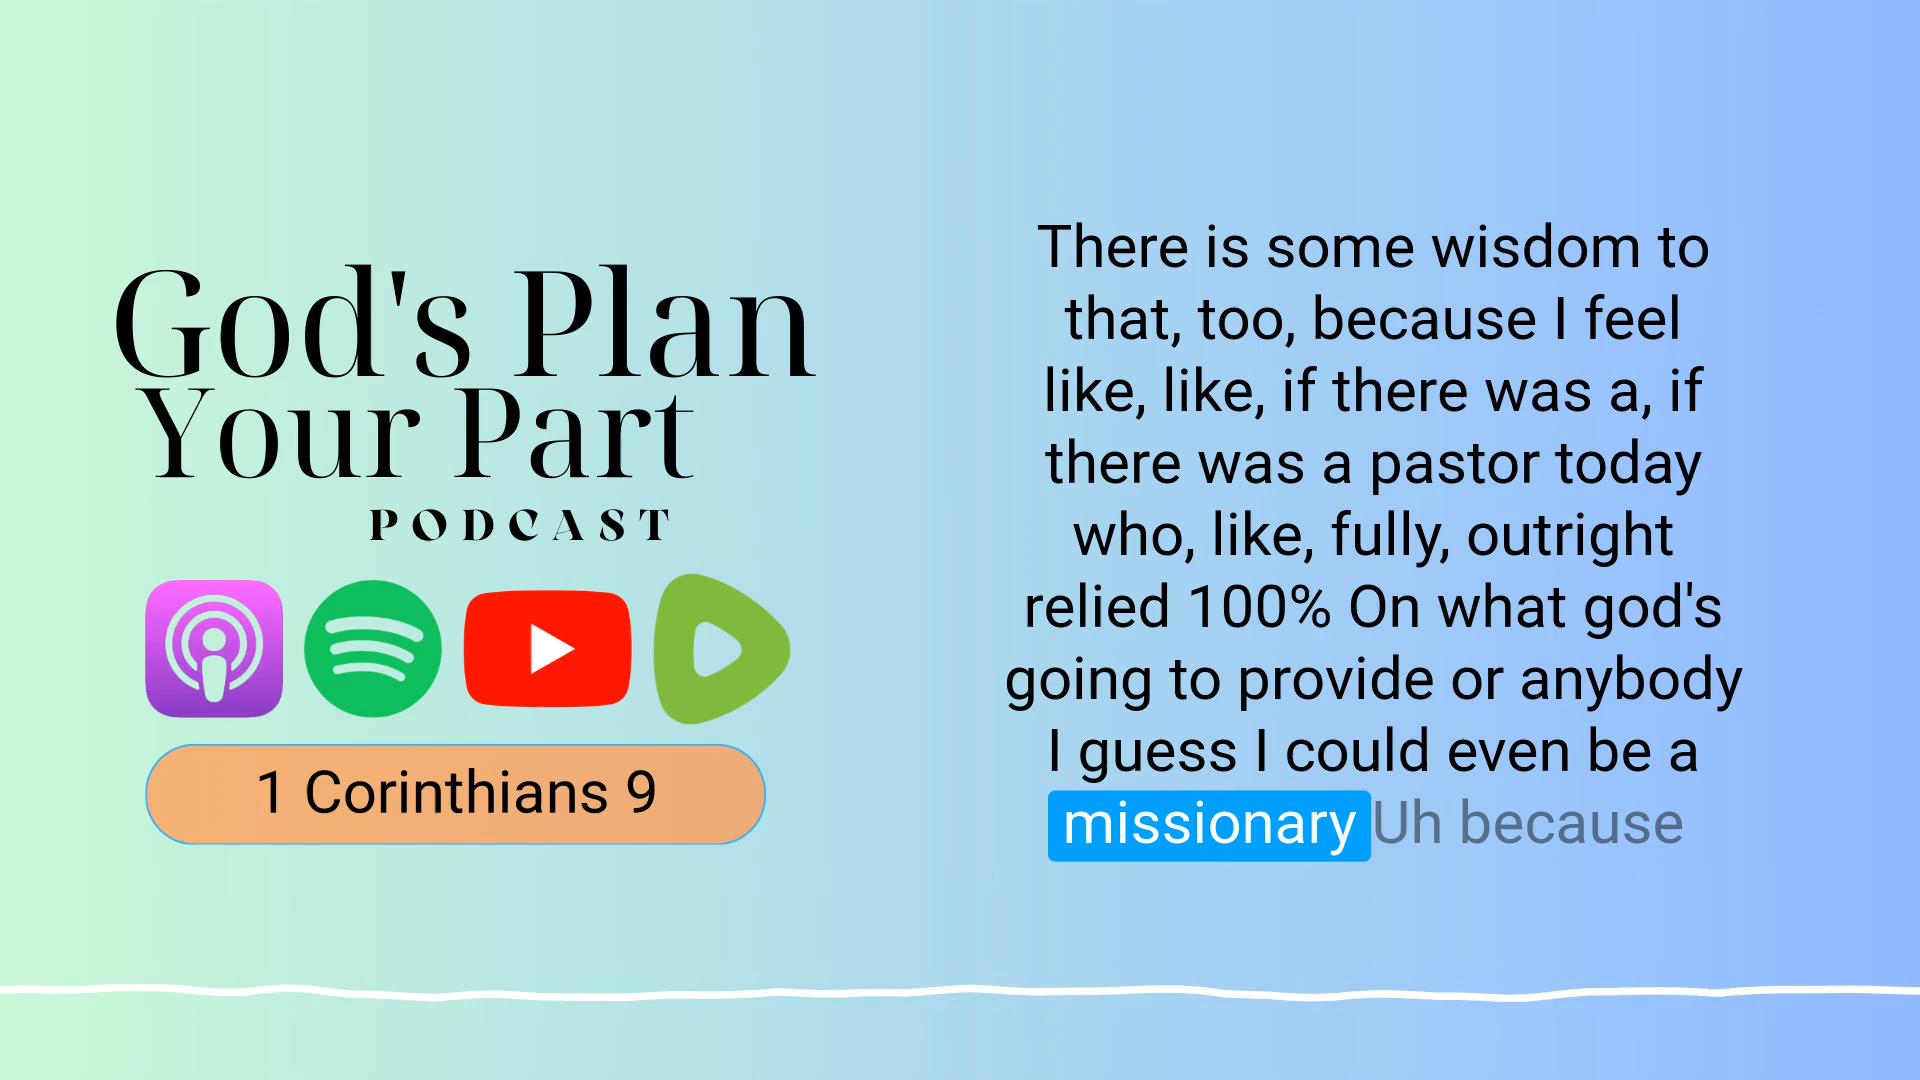 God's Plan
Your Part
PODCAST
1 Corinthians 9
There is some wisdom to
that, too, because I feel
like, like, if there was a, if
there was a pastor today
who, like, fully, outright
relied 100% On what god's
going to provide or anybody
I guess I could even be a
missionary Uh because